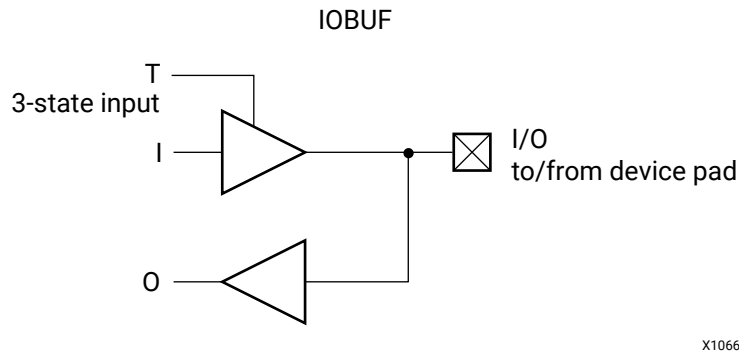 IOBUF
T
3-state input
I
I/O
to/from device pad
O
X1066